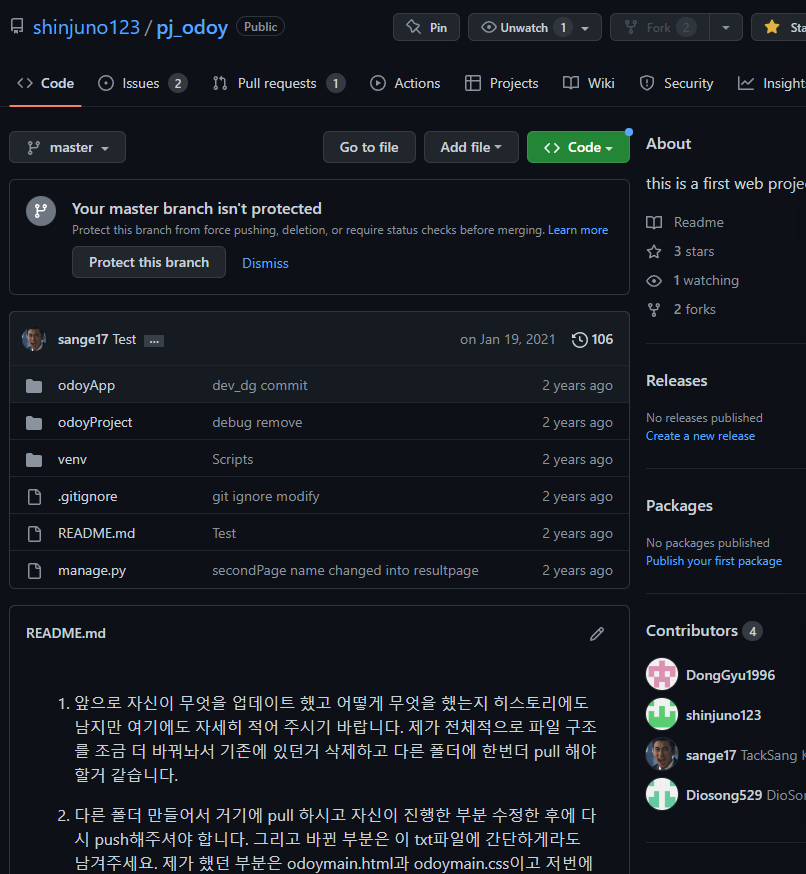 shinjuno123 / pj_odoy Public
Pin
Unwatch 1
Fork 2
Sta
Code
Issues 2
Pull requests 1
Actions
Projects
Wiki
Security
Insight
master
Go to file
Add file
Code
Your master branch isn't protected
Protect this branch from force pushing, deletion, or require status checks before merging. Learn more
Protect this branch
Dismiss
sange17 Test ... on Jan 19, 2021 106
odoyApp dev_dg commit 2 years ago
odoyProject debug remove 2 years ago
venv Scripts 2 years ago
.gitignore git ignore modify 2 years ago
README.md Test 2 years ago
manage.py secondPage name changed into resultpage 2 years ago
README.md
1. 앞으로 자신이 무엇을 업데이트 했고 어떻게 무엇을 했는지 히스토리에도
남지만 여기에도 자세히 적어 주시기 바랍니다. 제가 전체적으로 파일 구조
를 조금 더 바꿔놔서 기존에 있던거 삭제하고 다른 폴더에 한번더 pull 해야
할거 같습니다.
2. 다른 폴더 만들어서 거기에 pull 하시고 자신이 진행한 부분 수정한 후에 다
시 push해주셔야 합니다. 그리고 바뀐 부분은 이 txt파일에 간단하게라도
남겨주세요. 제가 했던 부분은 odoymain.html과 odoymain.css이고 저번에
About
this is a first web proje
Readme
3 stars
1 watching
2 forks
Releases
No releases published
Create a new release
Packages
No packages published
Publish your first package
Contributors 4
DongGyu1996
shinjuno123
sange17 TackSang K
Diosong529 DioSon